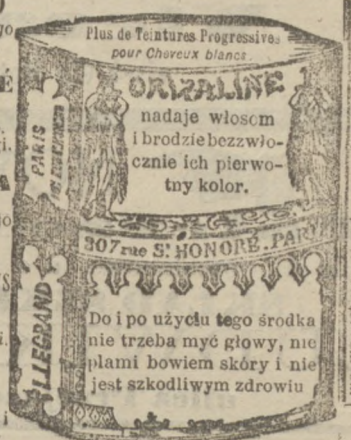 Plus de Teintures Progressives
pour Cheveux blancs.
ORIZALINE
nadaje włosom
i brodzie bezzwło-
cznie ich pierwo-
tny kolor.
PARIS
307 rue St. HONORÉ. PARIS
Do i po użyciu tego środka
nie trzeba myć głowy, nie
plami bowiem skóry i nie
jest szkodliwym zdrowiu
L LEGRAND